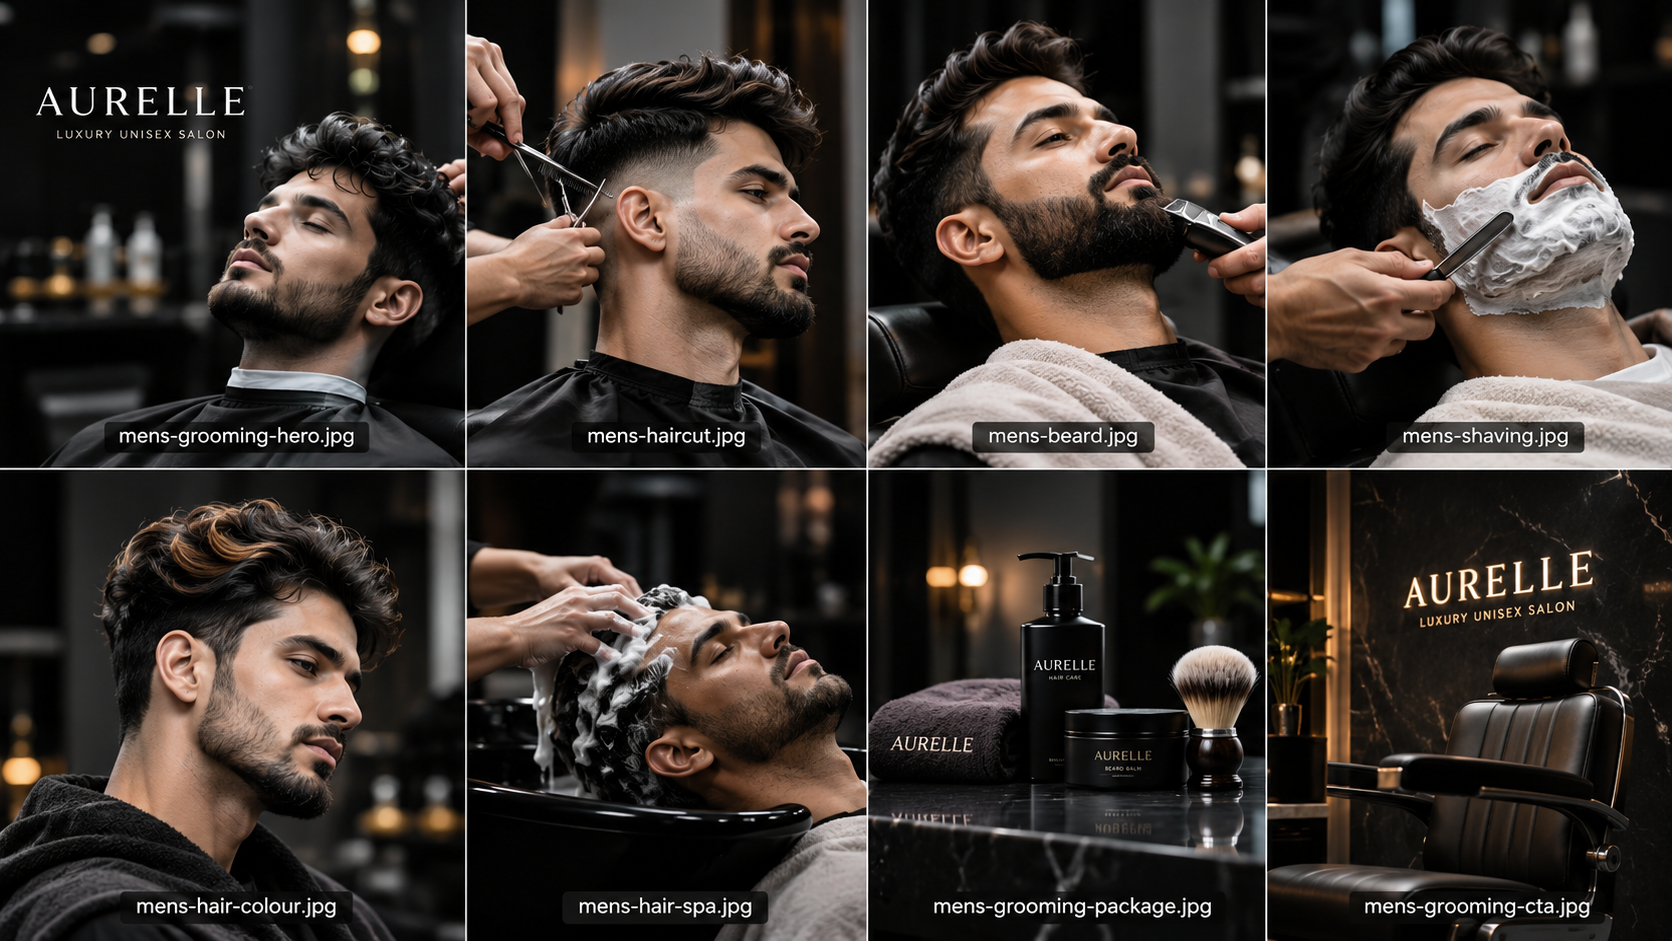 AURELLE
LUXURY UNISEX SALON
mens-grooming-hero.jpg
mens-haircut.jpg
mens-beard.jpg
mens-shaving.jpg
mens-hair-colour.jpg
mens-hair-spa.jpg
AURELLE
AURELLE
HAIR CARE
AURELLE
BEARD BALM
mens-grooming-package.jpg
AURELLE
LUXURY UNISEX SALON
mens-grooming-cta.jpg